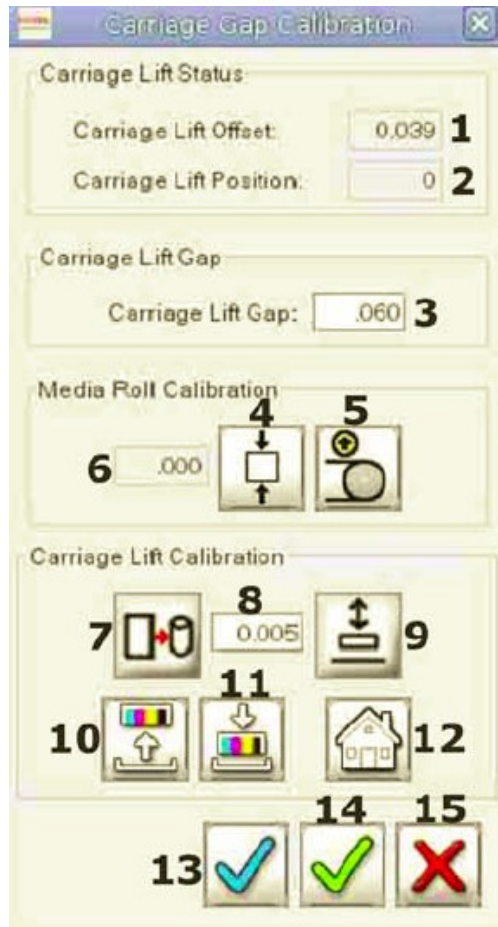 Carriage Gap Calibration
Carriage Lift Status
Carriage Lift Offset: 0.039 1
Carriage Lift Position: 0 2
Carriage Lift Gap
Carriage Lift Gap: .060 3
Media Roll Calibration
4 5
6 .000
Carriage Lift Calibration
8
7 0.005 9
11
10 12
14 15
13